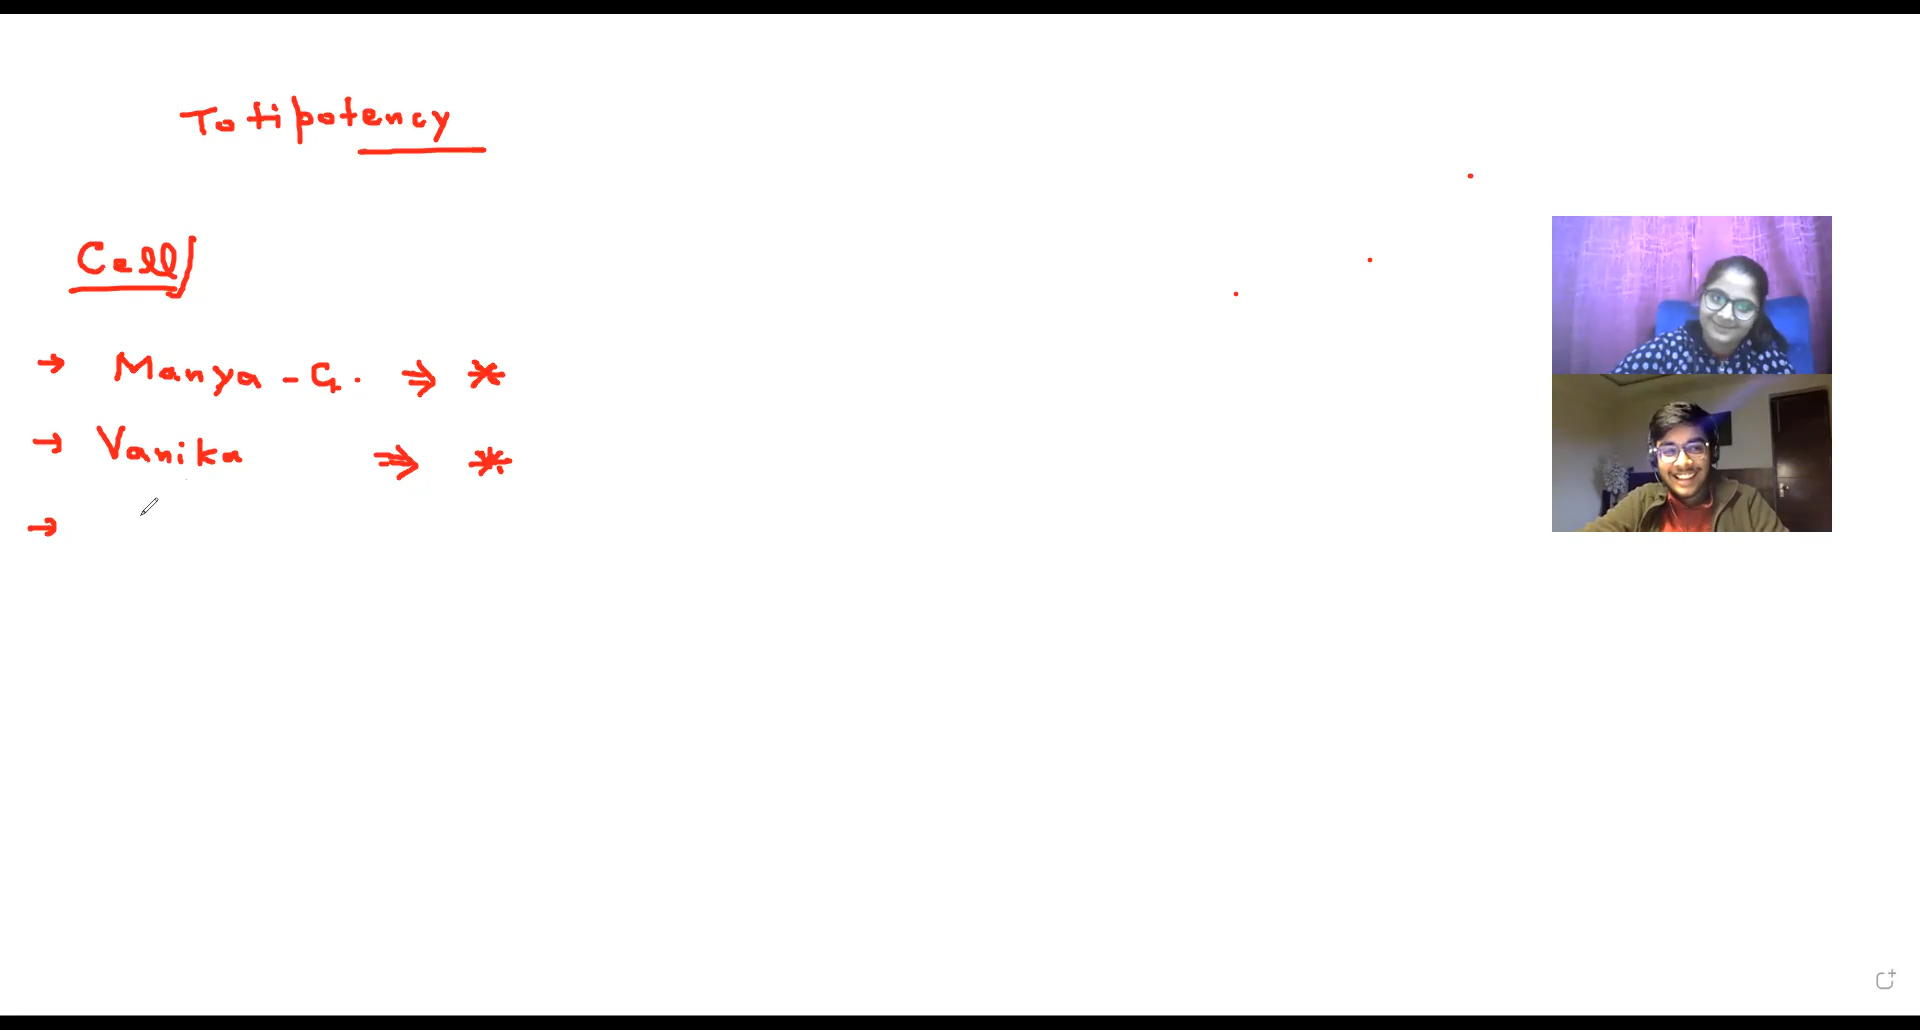 Totipotency
Cell
→ Manya - G. ⇒ *
→ Vanika ⇒ *
→